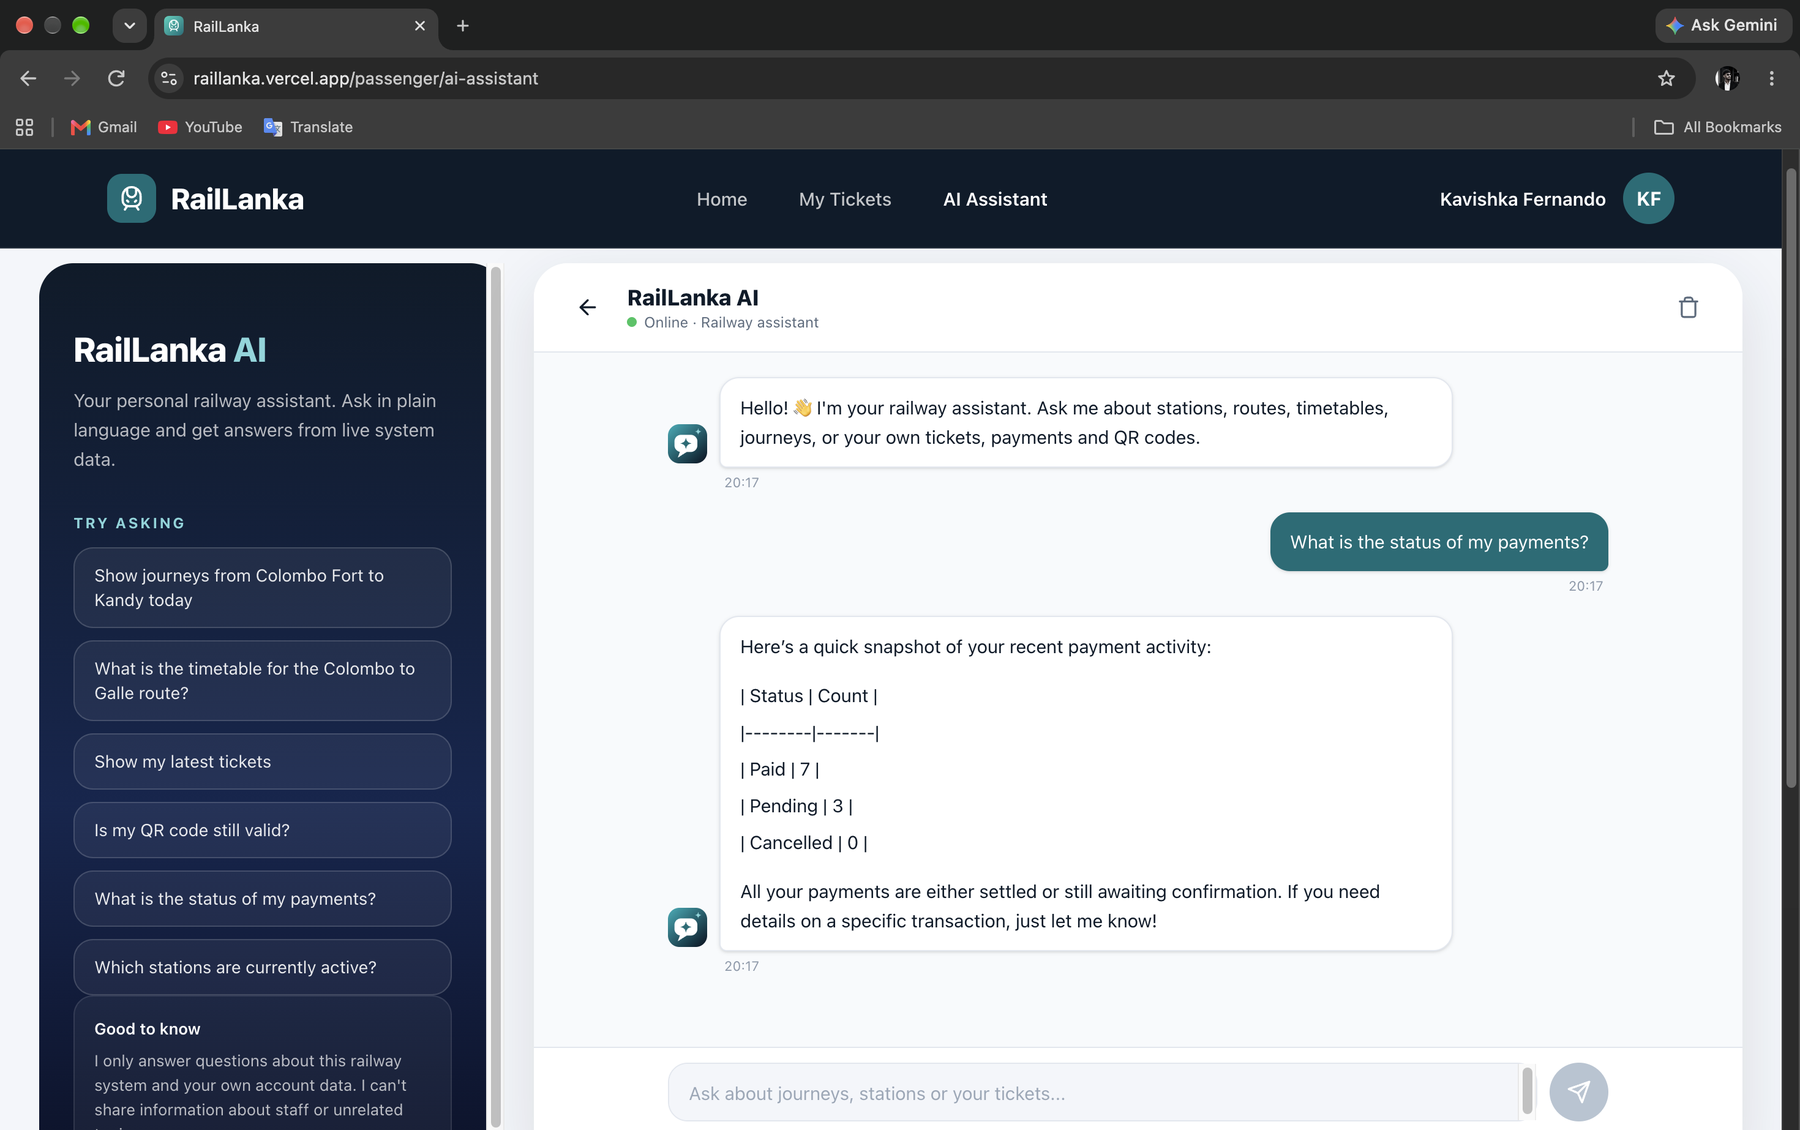 RailLanka
Ask Gemini
raillanka.vercel.app/passenger/ai-assistant
Gmail
YouTube
Translate
All Bookmarks
RailLanka
Home
My Tickets
AI Assistant
Kavishka Fernando
KF
RailLanka AI
Your personal railway assistant. Ask in plain
language and get answers from live system
data.
TRY ASKING
Show journeys from Colombo Fort to
Kandy today
What is the timetable for the Colombo to
Galle route?
Show my latest tickets
Is my QR code still valid?
What is the status of my payments?
Which stations are currently active?
Good to know
I only answer questions about this railway
system and your own account data. I can't
share information about staff or unrelated
RailLanka AI
Online · Railway assistant
Hello! 👋 I'm your railway assistant. Ask me about stations, routes, timetables,
journeys, or your own tickets, payments and QR codes.
20:17
What is the status of my payments?
20:17
Here’s a quick snapshot of your recent payment activity:
| Status | Count |
|--------|-------|
| Paid | 7 |
| Pending | 3 |
| Cancelled | 0 |
All your payments are either settled or still awaiting confirmation. If you need
details on a specific transaction, just let me know!
20:17
Ask about journeys, stations or your tickets...